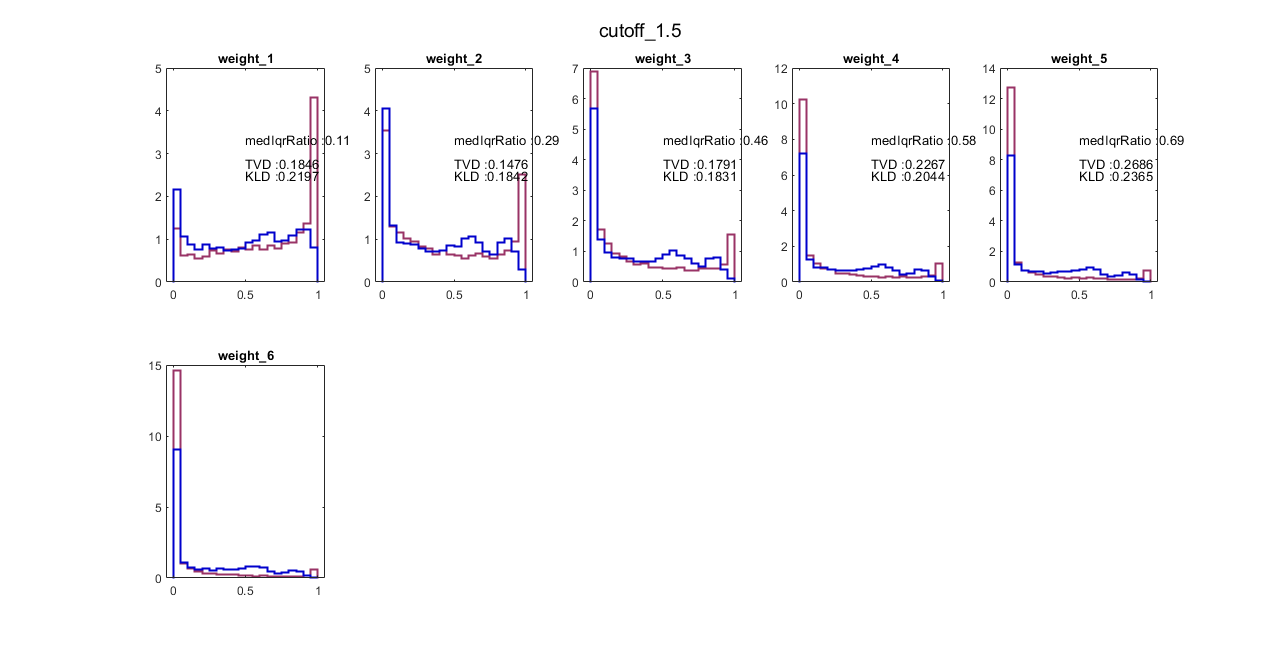 cutoff_1.5
weight_1
5
4
3
2
1
0
0 0.5 1
medIqrRatio :0.11
TVD :0.1846
KLD :0.2197
weight_2
5
4
3
2
1
0
0 0.5 1
medIqrRatio :0.29
TVD :0.1476
KLD :0.1842
weight_3
7
6
5
4
3
2
1
0
0 0.5 1
medIqrRatio :0.46
TVD :0.1791
KLD :0.1831
weight_4
12
10
8
6
4
2
0
0 0.5 1
medIqrRatio :0.58
TVD :0.2267
KLD :0.2044
weight_5
14
12
10
8
6
4
2
0
0 0.5 1
medIqrRatio :0.69
TVD :0.2686
KLD :0.2365
weight_6
15
10
5
0
0 0.5 1